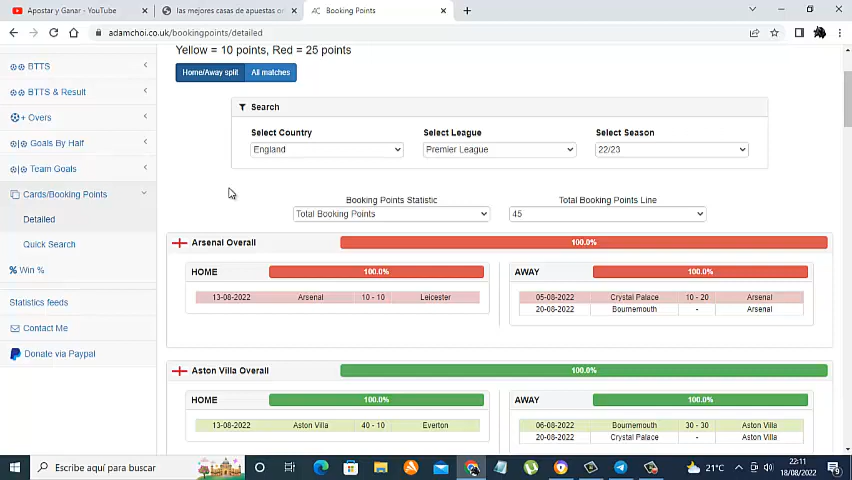 Apostar y Ganar - YouTube
las mejores casas de apuestas on
Booking Points
adamchoi.co.uk/bookingpoints/detailed
Yellow = 10 points, Red = 25 points
Home/Away split
All matches
BTTS
BTTS & Result
+ Overs
Goals By Half
Team Goals
Cards/Booking Points
Detailed
Quick Search
% Win %
Statistics feeds
Contact Me
Donate via Paypal
Search
Select Country
Select League
Select Season
England
Premier League
22/23
Booking Points Statistic
Total Booking Points Line
Total Booking Points
45
Arsenal Overall
100.0%
HOME
100.0%
13-08-2022 Arsenal 10 - 10 Leicester
AWAY
100.0%
05-08-2022 Crystal Palace 10 - 20 Arsenal
20-08-2022 Bournemouth - Arsenal
Aston Villa Overall
100.0%
HOME
100.0%
13-08-2022 Aston Villa 40 - 10 Everton
AWAY
100.0%
06-08-2022 Bournemouth 30 - 30 Aston Villa
20-08-2022 Crystal Palace - Aston Villa
Escribe aquí para buscar
21°C
22:11
18/08/2022